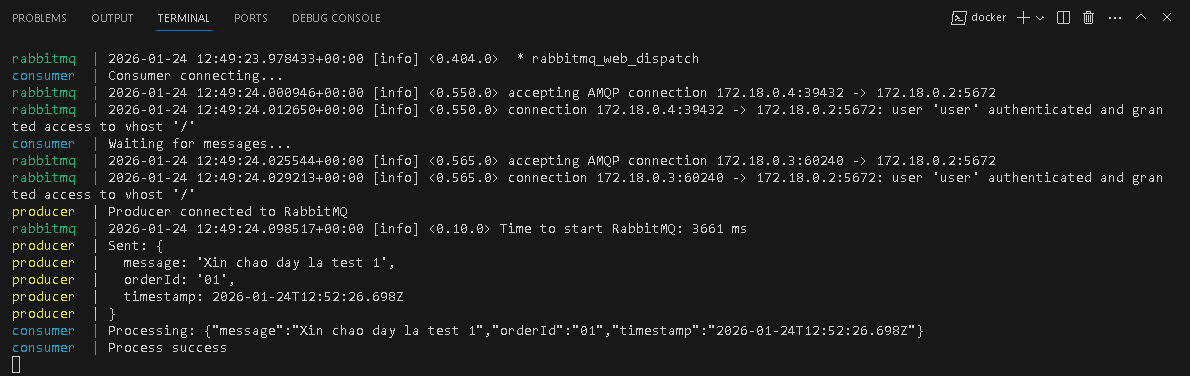 PROBLEMS OUTPUT TERMINAL PORTS DEBUG CONSOLE docker
rabbitmq | 2026-01-24 12:49:23.978433+00:00 [info] <0.404.0> * rabbitmq_web_dispatch
consumer | Consumer connecting...
rabbitmq | 2026-01-24 12:49:24.000946+00:00 [info] <0.550.0> accepting AMQP connection 172.18.0.4:39432 -> 172.18.0.2:5672
rabbitmq | 2026-01-24 12:49:24.012650+00:00 [info] <0.550.0> connection 172.18.0.4:39432 -> 172.18.0.2:5672: user 'user' authenticated and gran
ted access to vhost '/'
consumer | Waiting for messages...
rabbitmq | 2026-01-24 12:49:24.025544+00:00 [info] <0.565.0> accepting AMQP connection 172.18.0.3:60240 -> 172.18.0.2:5672
rabbitmq | 2026-01-24 12:49:24.029213+00:00 [info] <0.565.0> connection 172.18.0.3:60240 -> 172.18.0.2:5672: user 'user' authenticated and gran
ted access to vhost '/'
producer | Producer connected to RabbitMQ
rabbitmq | 2026-01-24 12:49:24.098517+00:00 [info] <0.10.0> Time to start RabbitMQ: 3661 ms
producer | Sent: {
producer |   message: 'Xin chao day la test 1',
producer |   orderId: '01',
producer |   timestamp: 2026-01-24T12:52:26.698Z
producer | }
consumer | Processing: {"message":"Xin chao day la test 1","orderId":"01","timestamp":"2026-01-24T12:52:26.698Z"}
consumer | Process success